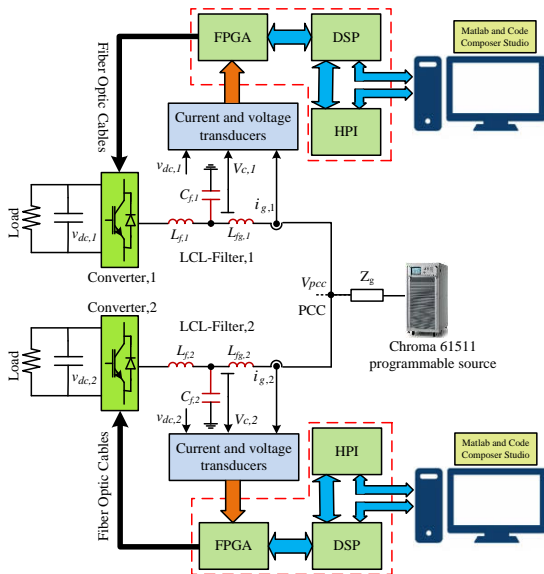 FPGA
DSP
Matlab and Code
Composer Studio
HPI
Fiber Optic Cables
Current and voltage
transducers
v_dc,1
V_c,1
i_g,1
C_f,1
Load
v_dc,1
L_f,1
L_fg,1
Converter,1
LCL-Filter,1
V_pcc
Z_g
PCC
Chroma 61511
programmable source
Converter,2
LCL-Filter,2
Load
v_dc,2
L_f,2
L_fg,2
C_f,2
i_g,2
v_dc,2
V_c,2
Fiber Optic Cables
Current and voltage
transducers
HPI
Matlab and Code
Composer Studio
FPGA
DSP